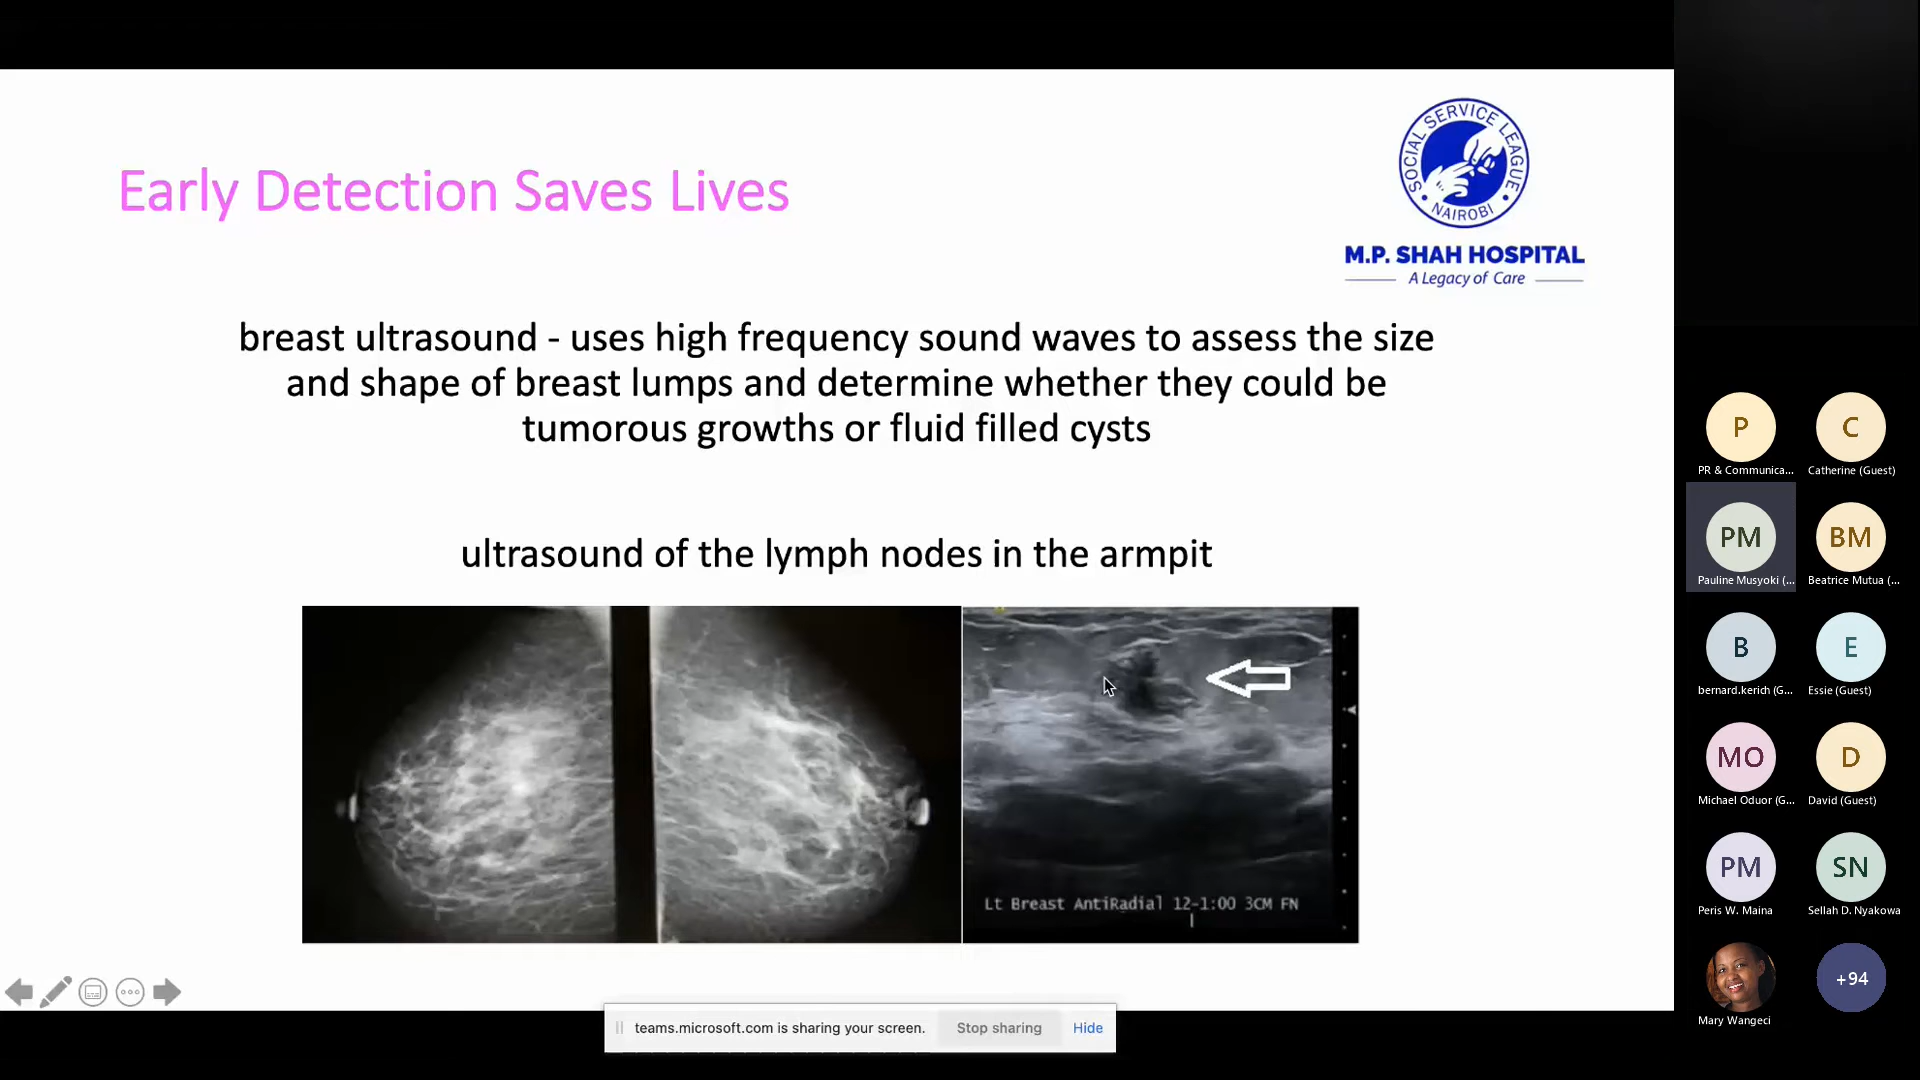 Early Detection Saves Lives
SOCIAL SERVICE LEAGUE
NAIROBI
M.P. SHAH HOSPITAL
A Legacy of Care
breast ultrasound - uses high frequency sound waves to assess the size
and shape of breast lumps and determine whether they could be
tumorous growths or fluid filled cysts
ultrasound of the lymph nodes in the armpit
Lt Breast AntiRadial 12-1:00 3CM FN
teams.microsoft.com is sharing your screen.
Stop sharing
Hide
P
PR & Communica...
C
Catherine (Guest)
PM
Pauline Musyoki (...
BM
Beatrice Mutua (...
B
bernard.kerich (G...
E
Essie (Guest)
MO
Michael Oduor (G...
D
David (Guest)
PM
Peris W. Maina
SN
Sellah D. Nyakowa
Mary Wangeci
+94